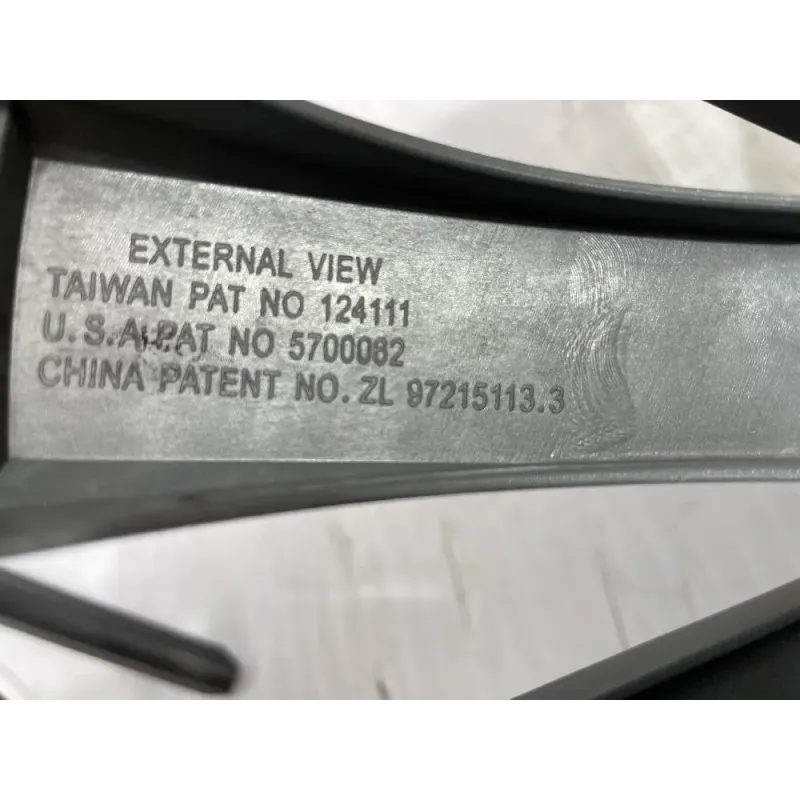 EXTERNAL VIEW
TAIWAN PAT NO 124111
U.S.A.PAT NO 5700082
CHINA PATENT NO. ZL 97215113.3